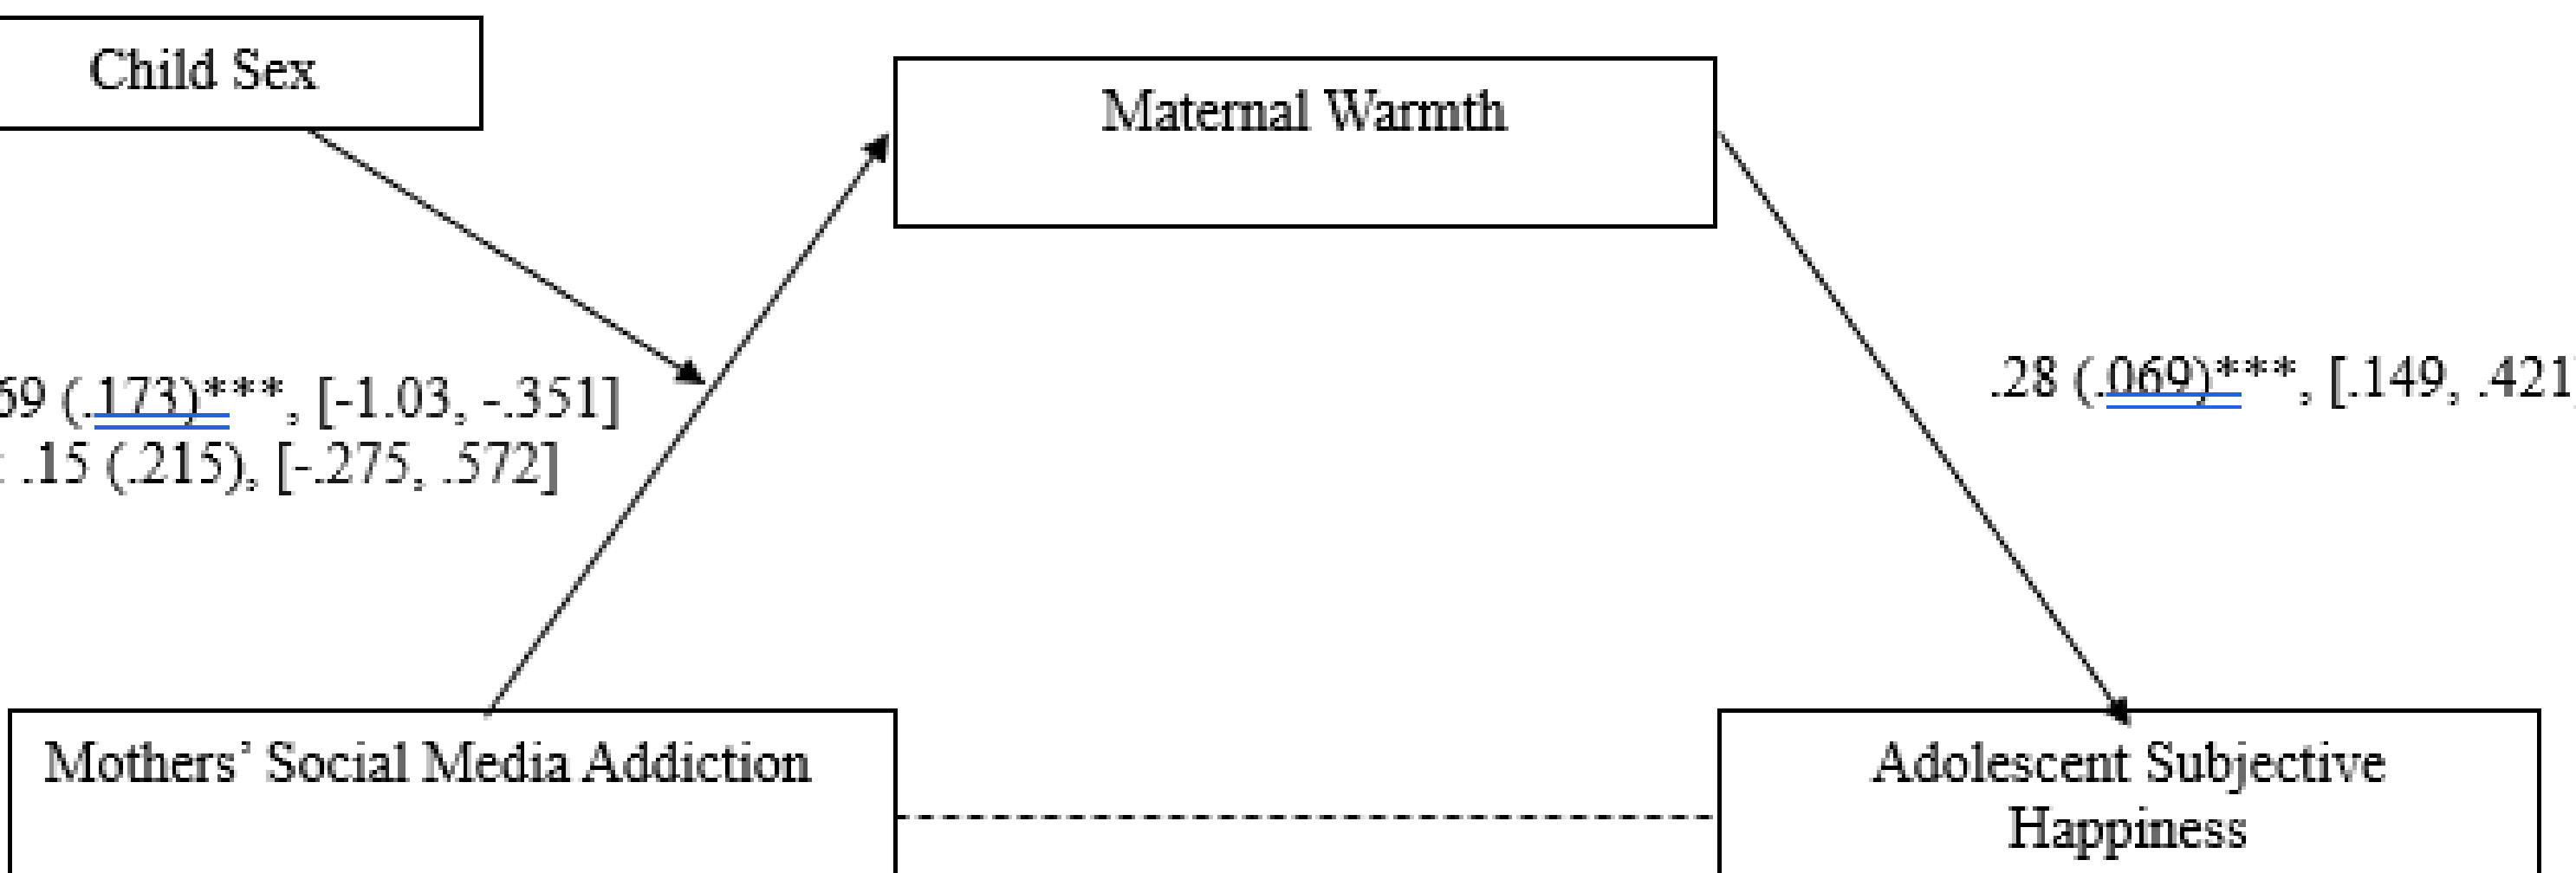 Child Sex
Maternal Warmth
69 (.173)***, [-1.03, -.351]
: .15 (.215), [-.275, .572]
.28 (.069)***, [.149, .421]
Mothers’ Social Media Addiction
Adolescent Subjective
Happiness